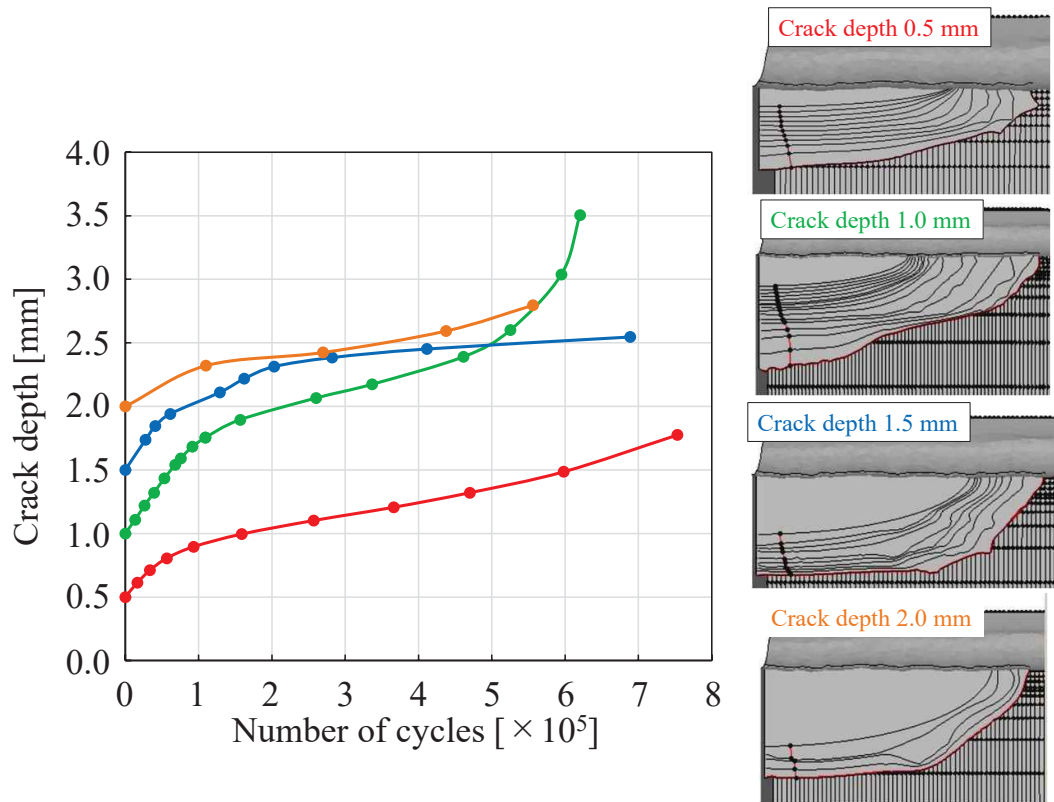 Crack depth [mm]
4.0
3.5
3.0
2.5
2.0
1.5
1.0
0.5
0.0
0 1 2 3 4 5 6 7 8
Number of cycles [ × 10⁵]
Crack depth 0.5 mm
Crack depth 1.0 mm
Crack depth 1.5 mm
Crack depth 2.0 mm